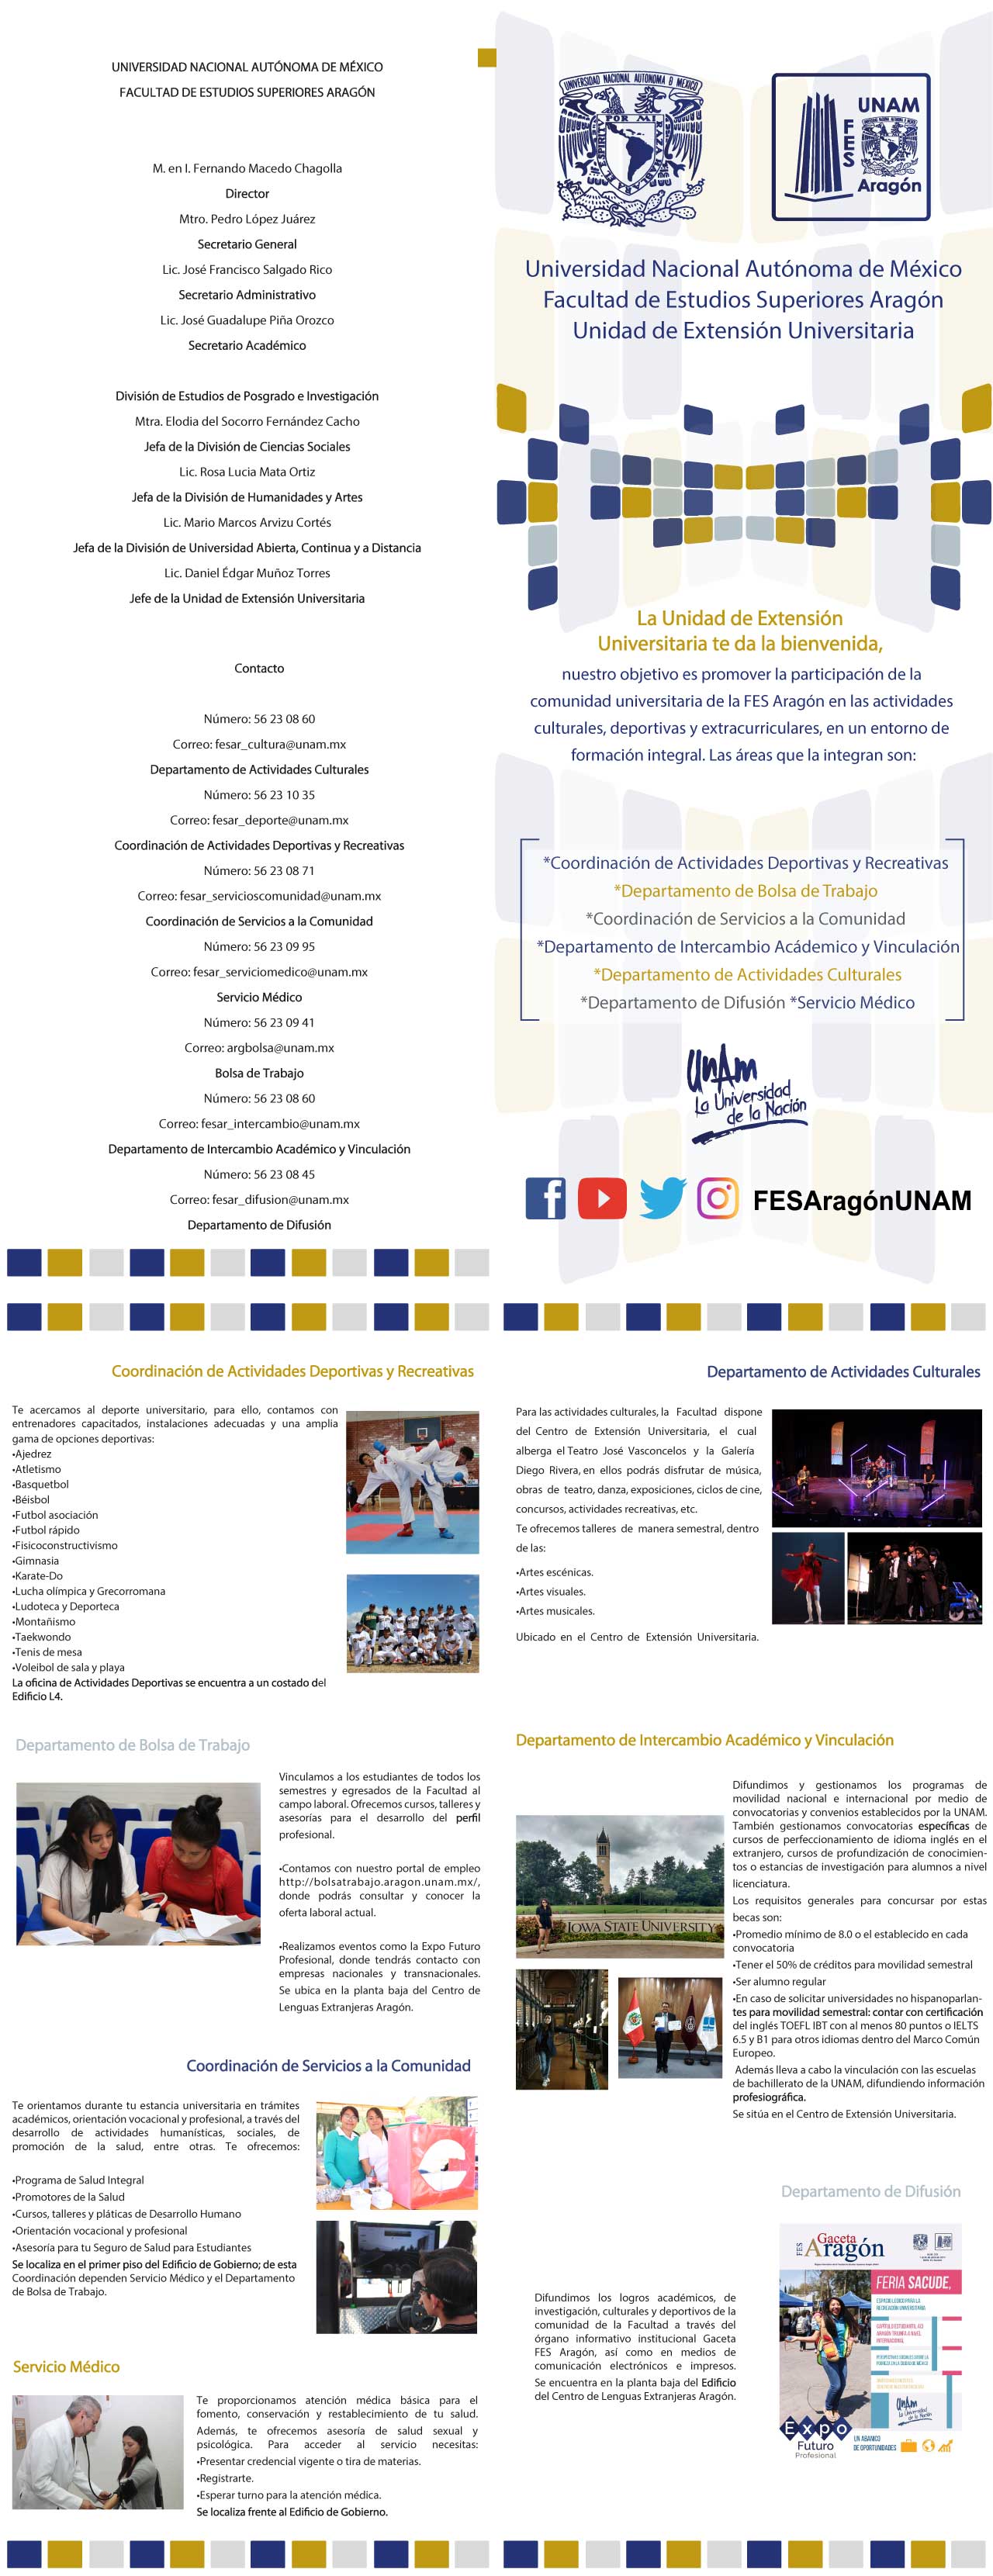 UNIVERSIDAD NACIONAL AUTÓNOMA DE MÉXICO
FACULTAD DE ESTUDIOS SUPERIORES ARAGÓN
M. en I. Fernando Macedo Chagolla
Director
Mtro. Pedro López Juárez
Secretario General
Lic. José Francisco Salgado Rico
Secretario Administrativo
Lic. José Guadalupe Piña Orozco
Secretario Académico
División de Estudios de Posgrado e Investigación
Mtra. Elodia del Socorro Fernández Cacho
Jefa de la División de Ciencias Sociales
Lic. Rosa Lucia Mata Ortiz
Jefa de la División de Humanidades y Artes
Lic. Mario Marcos Arvizu Cortés
Jefa de la División de Universidad Abierta, Continua y a Distancia
Lic. Daniel Édgar Muñoz Torres
Jefe de la Unidad de Extensión Universitaria
Contacto
Número: 56 23 08 60
Correo: fesar_cultura@unam.mx
Departamento de Actividades Culturales
Número: 56 23 10 35
Correo: fesar_deporte@unam.mx
Coordinación de Actividades Deportivas y Recreativas
Número: 56 23 08 71
Correo: fesar_servicioscomunidad@unam.mx
Coordinación de Servicios a la Comunidad
Número: 56 23 09 95
Correo: fesar_serviciomedico@unam.mx
Servicio Médico
Número: 56 23 09 41
Correo: argbolsa@unam.mx
Bolsa de Trabajo
Número: 56 23 08 60
Correo: fesar_intercambio@unam.mx
Departamento de Intercambio Académico y Vinculación
Número: 56 23 08 45
Correo: fesar_difusion@unam.mx
Departamento de Difusión
UNIVERSIDAD NACIONAL AUTONOMA D MEXICO
POR MI
UNAM
FES
Aragón
Universidad Nacional Autónoma de México
Facultad de Estudios Superiores Aragón
Unidad de Extensión Universitaria
La Unidad de Extensión
Universitaria te da la bienvenida,
nuestro objetivo es promover la participación de la
comunidad universitaria de la FES Aragón en las actividades
culturales, deportivas y extracurriculares, en un entorno de
formación integral. Las áreas que la integran son:
*Coordinación de Actividades Deportivas y Recreativas
*Departamento de Bolsa de Trabajo
*Coordinación de Servicios a la Comunidad
*Departamento de Intercambio Acádemico y Vinculación
*Departamento de Actividades Culturales
*Departamento de Difusión *Servicio Médico
UnAm
La Universidad
de la Nación
FESAragónUNAM
Coordinación de Actividades Deportivas y Recreativas
Te acercamos al deporte universitario, para ello, contamos con
entrenadores capacitados, instalaciones adecuadas y una amplia
gama de opciones deportivas:
•Ajedrez
•Atletismo
•Basquetbol
•Béisbol
•Futbol asociación
•Futbol rápido
•Fisicoconstructivismo
•Gimnasia
•Karate-Do
•Lucha olímpica y Grecorromana
•Ludoteca y Deporteca
•Montañismo
•Taekwondo
•Tenis de mesa
•Voleibol de sala y playa
La oficina de Actividades Deportivas se encuentra a un costado del
Edificio L4.
Departamento de Bolsa de Trabajo
Vinculamos a los estudiantes de todos los
semestres y egresados de la Facultad al
campo laboral. Ofrecemos cursos, talleres y
asesorías para el desarrollo del perfil
profesional.
•Contamos con nuestro portal de empleo
http://bolsatrabajo.aragon.unam.mx/,
donde podrás consultar y conocer la
oferta laboral actual.
•Realizamos eventos como la Expo Futuro
Profesional, donde tendrás contacto con
empresas nacionales y transnacionales.
Se ubica en la planta baja del Centro de
Lenguas Extranjeras Aragón.
Coordinación de Servicios a la Comunidad
Te orientamos durante tu estancia universitaria en trámites
académicos, orientación vocacional y profesional, a través del
desarrollo de actividades humanísticas, sociales, de
promoción de la salud, entre otras. Te ofrecemos:
•Programa de Salud Integral
•Promotores de la Salud
•Cursos, talleres y pláticas de Desarrollo Humano
•Orientación vocacional y profesional
•Asesoría para tu Seguro de Salud para Estudiantes
Se localiza en el primer piso del Edificio de Gobierno; de esta
Coordinación dependen Servicio Médico y el Departamento
de Bolsa de Trabajo.
Servicio Médico
Te proporcionamos atención médica básica para el
fomento, conservación y restablecimiento de tu salud.
Además, te ofrecemos asesoría de salud sexual y
psicológica. Para acceder al servicio necesitas:
•Presentar credencial vigente o tira de materias.
•Registrarte.
•Esperar turno para la atención médica.
Se localiza frente al Edificio de Gobierno.
Departamento de Actividades Culturales
Para las actividades culturales, la Facultad dispone
del Centro de Extensión Universitaria, el cual
alberga el Teatro José Vasconcelos y la Galería
Diego Rivera, en ellos podrás disfrutar de música,
obras de teatro, danza, exposiciones, ciclos de cine,
concursos, actividades recreativas, etc.
Te ofrecemos talleres de manera semestral, dentro
de las:
•Artes escénicas.
•Artes visuales.
•Artes musicales.
Ubicado en el Centro de Extensión Universitaria.
Departamento de Intercambio Académico y Vinculación
IOWA STATE UNIVERSITY
Difundimos y gestionamos los programas de
movilidad nacional e internacional por medio de
convocatorias y convenios establecidos por la UNAM.
También gestionamos convocatorias específicas de
cursos de perfeccionamiento de idioma inglés en el
extranjero, cursos de profundización de conocimien-
tos o estancias de investigación para alumnos a nivel
licenciatura.
Los requisitos generales para concursar por estas
becas son:
•Promedio mínimo de 8.0 o el establecido en cada
convocatoria
•Tener el 50% de créditos para movilidad semestral
•Ser alumno regular
•En caso de solicitar universidades no hispanoparlan-
tes para movilidad semestral: contar con certificación
del inglés TOEFL IBT con al menos 80 puntos o IELTS
6.5 y B1 para otros idiomas dentro del Marco Común
Europeo.
Además lleva a cabo la vinculación con las escuelas
de bachillerato de la UNAM, difundiendo información
profesiográfica.
Se sitúa en el Centro de Extensión Universitaria.
Departamento de Difusión
Difundimos los logros académicos, de
investigación, culturales y deportivos de la
comunidad de la Facultad a través del
órgano informativo institucional Gaceta
FES Aragón, así como en medios de
comunicación electrónicos e impresos.
Se encuentra en la planta baja del Edificio
del Centro de Lenguas Extranjeras Aragón.
FES
Gaceta
Aragón
FERIA SACUDE,
UnAm
La Universidad
de la Nación
Expo
Futuro
Profesional
UN ABANICO
DE OPORTUNIDADES